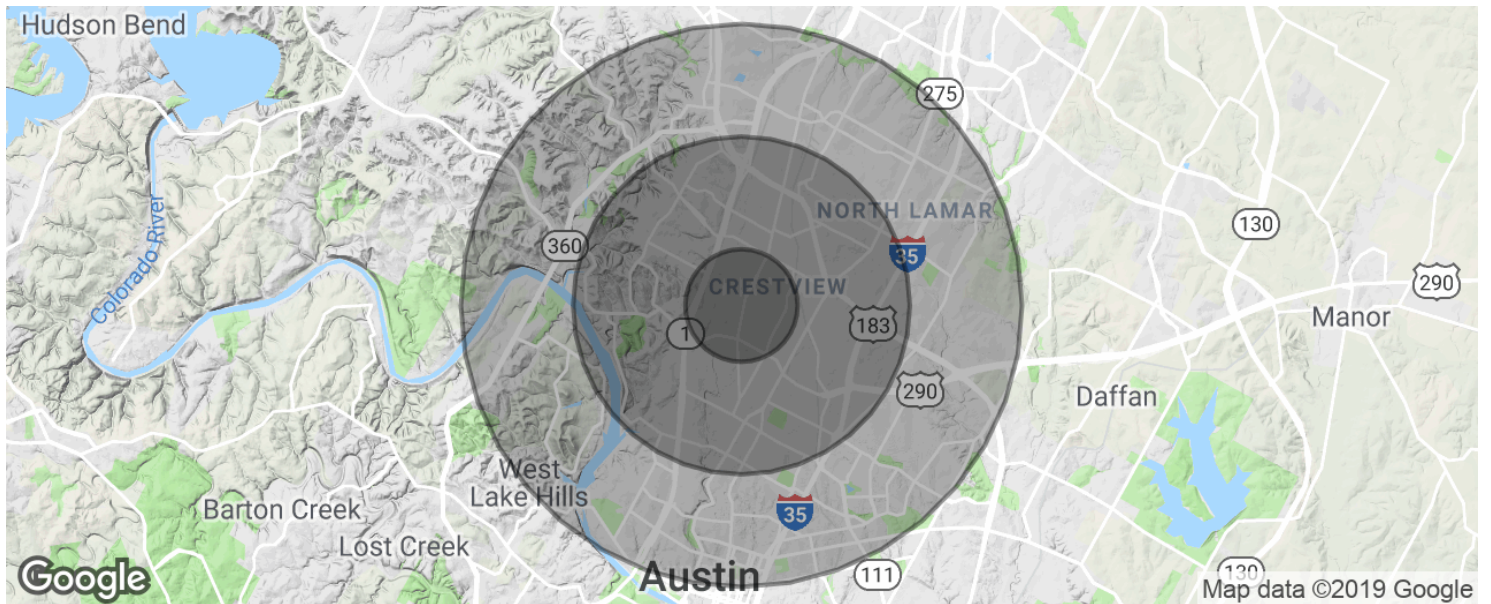 Hudson Bend
275
NORTH LAMAR
130
360
35
Colorado River
CRESTVIEW
290
1
183
Manor
290
Daffan
West
Lake Hills
Barton Creek
35
Lost Creek
Google
Austin
111
130
Map data ©2019 Google